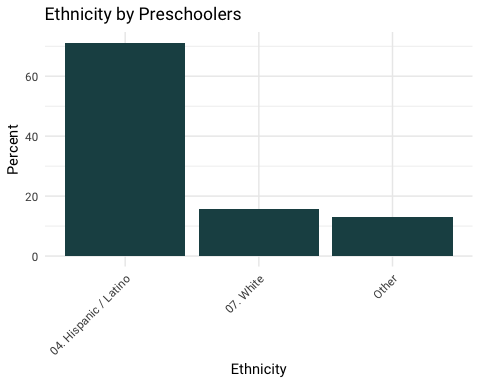 Ethnicity by Preschoolers
Percent
60
40
20
0
04. Hispanic / Latino
07. White
Other
Ethnicity